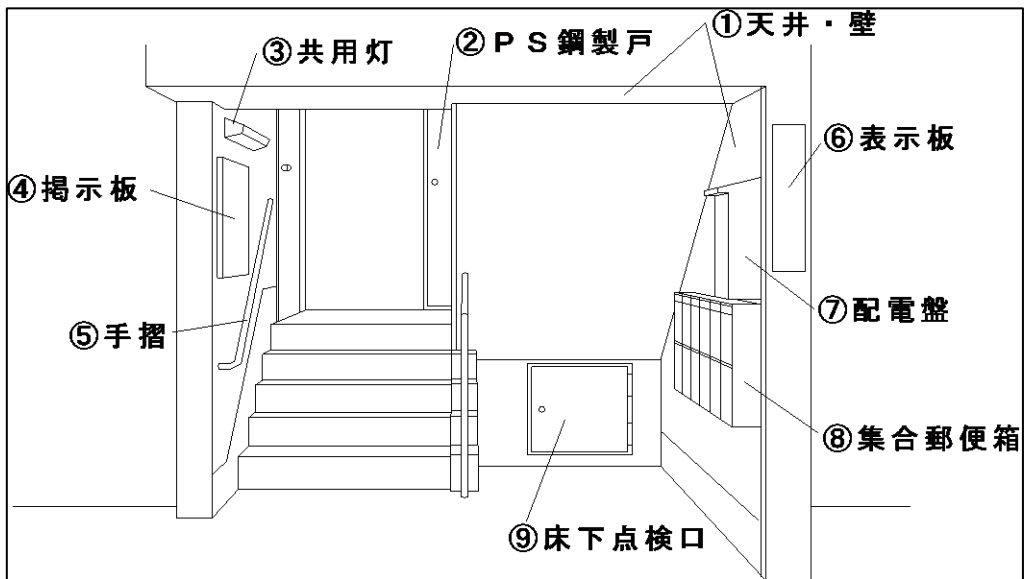 ①天井・壁
②ＰＳ鋼製戸
③共用灯
④掲示板
⑤手摺
⑥表示板
⑦配電盤
⑧集合郵便箱
⑨床下点検口